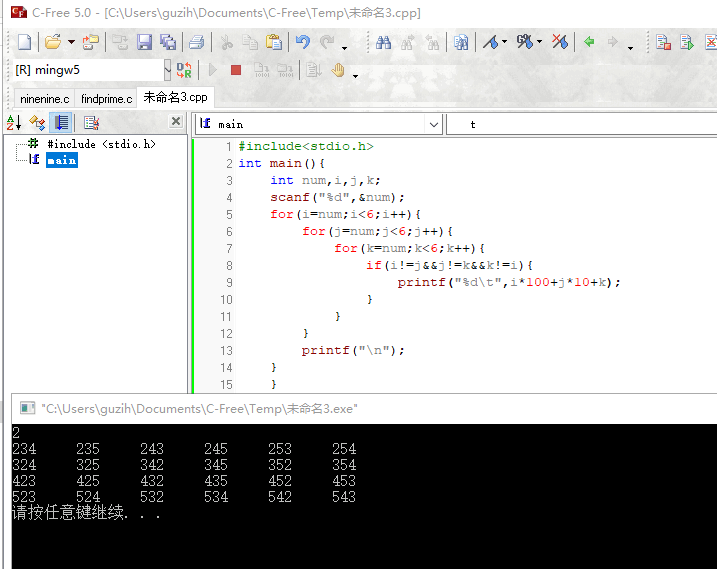 C-Free 5.0 - [C:\Users\guzih\Documents\C-Free\Temp\未命名3.cpp]
[R] mingw5
ninenine.c findprime.c 未命名3.cpp
main t
#include <stdio.h>
main
1 #include<stdio.h>
2 int main(){
3 int num,i,j,k;
4 scanf("%d",&num);
5 for(i=num;i<6;i++){
6 for(j=num;j<6;j++){
7 for(k=num;k<6;k++){
8 if(i!=j&&j!=k&&k!=i){
9 printf("%d\t",i*100+j*10+k);
10 }
11 }
12 }
13 printf("\n");
14 }
15 }
"C:\Users\guzih\Documents\C-Free\Temp\未命名3.exe"
2
234 235 243 245 253 254
324 325 342 345 352 354
423 425 432 435 452 453
523 524 532 534 542 543
请按任意键继续. . .